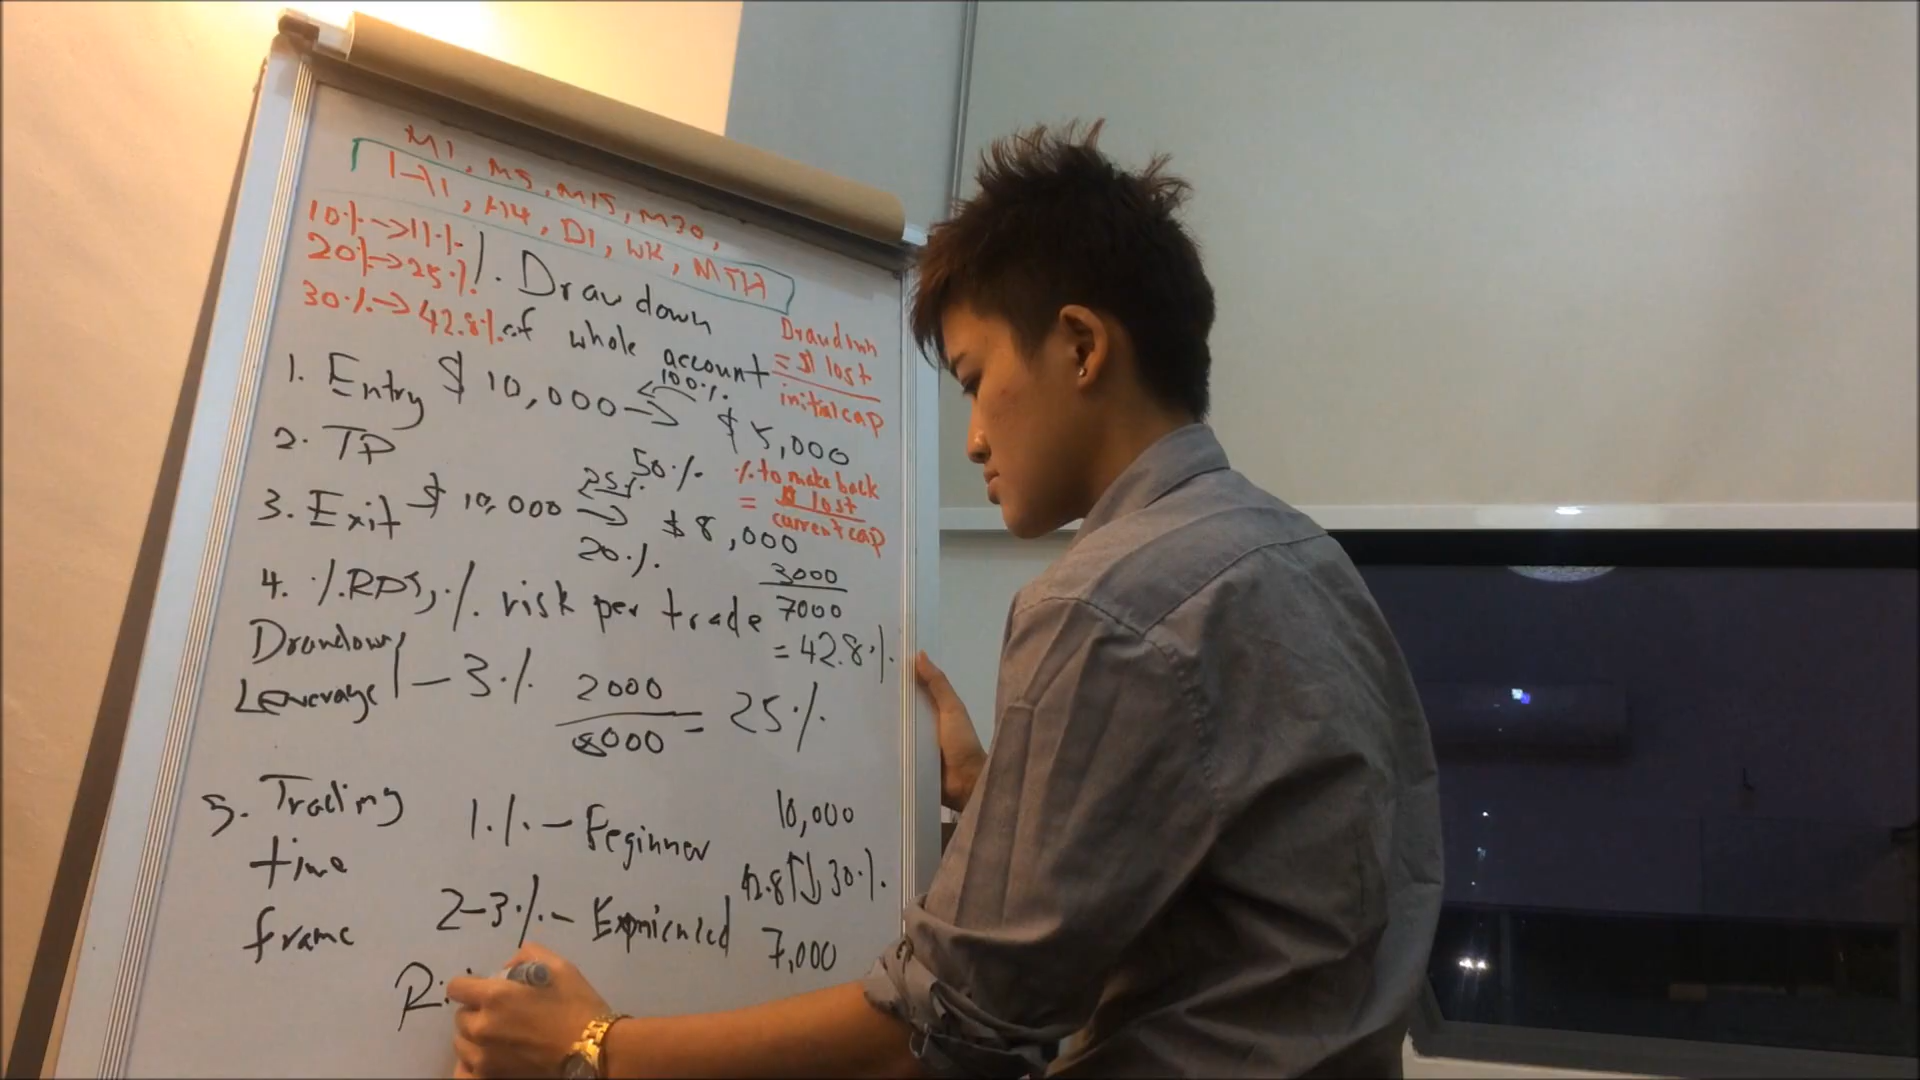 M1, M5, M15, M30,
H1, H4, D1, WK, MTH
10% → 11%
20% → 25%
30% → 42.8%
% Drawdown
of whole account
Drawdown
= $ lost
initial cap
1. Entry $10,000 → $5,000
100%
50%
2. TP
% to make back
= $ lost
current cap
3. Exit $10,000 → $8,000
25%
20%
4. % RPT, % risk per trade
3000
7000
= 42.8%
Drawdown
Leverage
- 3%
2000
8000
= 25%
5. Trading
time
frame
1% - Beginner
2-3% - Experienced
10,000
42.8 ↑↓ 30%
7,000
Ri